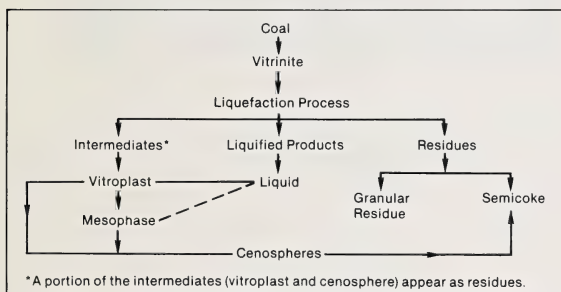 Coal
Vitrinite
Liquefaction Process
Intermediates* Liquified Products Residues
Vitroplast Liquid Granular Residue Semicoke
Mesophase
Cenospheres
*A portion of the intermediates (vitroplast and cenosphere) appear as residues.